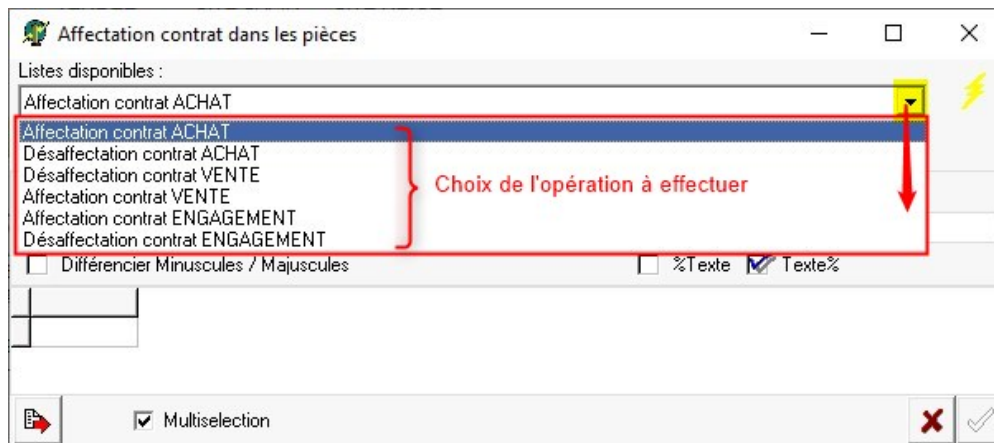 Affectation contrat dans les pièces
Listes disponibles :
Affectation contrat ACHAT
Affectation contrat ACHAT
Désaffectation contrat ACHAT
Désaffectation contrat VENTE
Affectation contrat VENTE
Affectation contrat ENGAGEMENT
Désaffectation contrat ENGAGEMENT
Choix de l'opération à effectuer
Différencier Minuscules / Majuscules
%Texte
Texte%
Multiselection